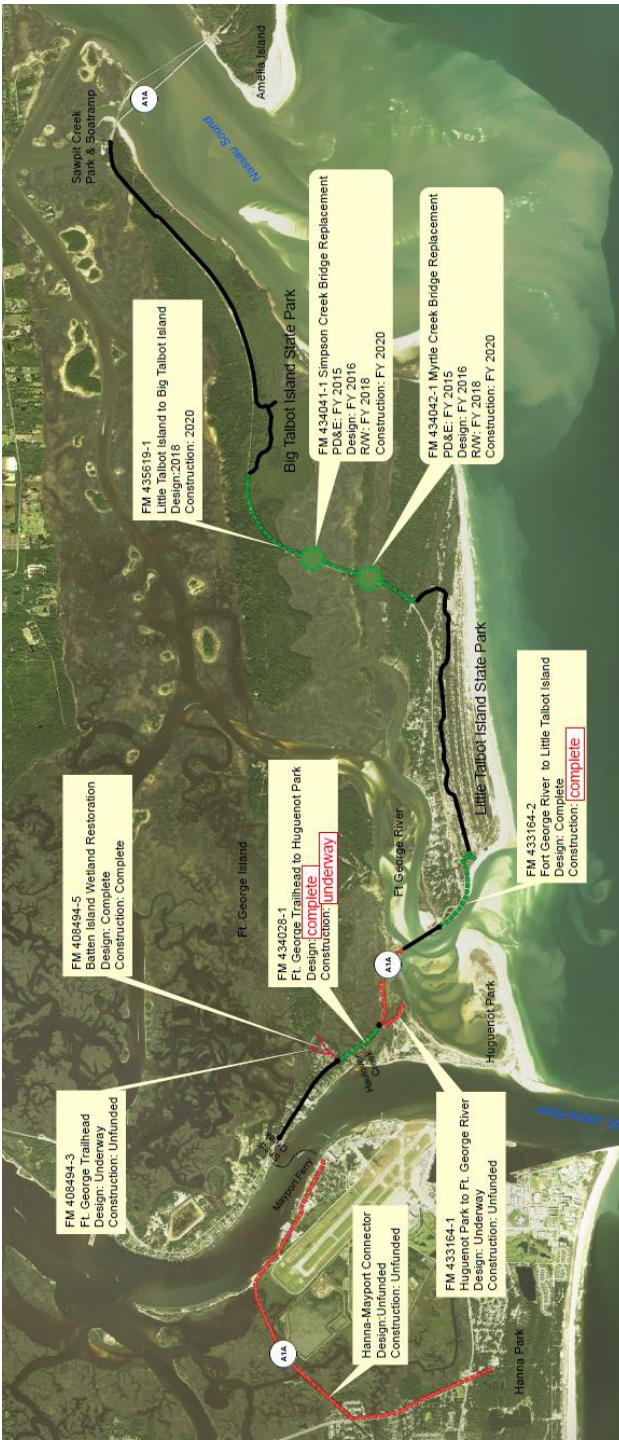 FM 408494-3
Ft. George Trailhead
Design: Underway
Construction: Unfunded
FM 408494-5
Batten Island Wetland Restoration
Design: Complete
Construction: Complete
FM 435619-1
Little Talbot Island to Big Talbot Island
Design:2018
Construction: 2020
Sawpit Creek
Park & Boatramp
A1A
Amelia Island
Nassau Sound
Ft. George Island
FM 434028-1
Ft. George Trailhead to Huguenot Park
Design: complete
Construction: underway
Big Talbot Island State Park
FM 434041-1 Simpson Creek Bridge Replacement
PD&E: FY 2015
Design: FY 2016
R/W: FY 2018
Construction: FY 2020
Mayport Ferry
A1A
A1A
Ft George River
FM 434042-1 Myrtle Creek Bridge Replacement
PD&E: FY 2015
Design: FY 2016
R/W: FY 2018
Construction: FY 2020
Hanna-Mayport Connector
Design:Unfunded
Construction: Unfunded
FM 433164-1
Huguenot Park to Ft. George River
Design: Underway
Construction: Unfunded
Little Talbot Island State Park
Huguenot Park
FM 433164-2
Fort George River to Little Talbot Island
Design: Complete
Construction: complete
Hanna Park